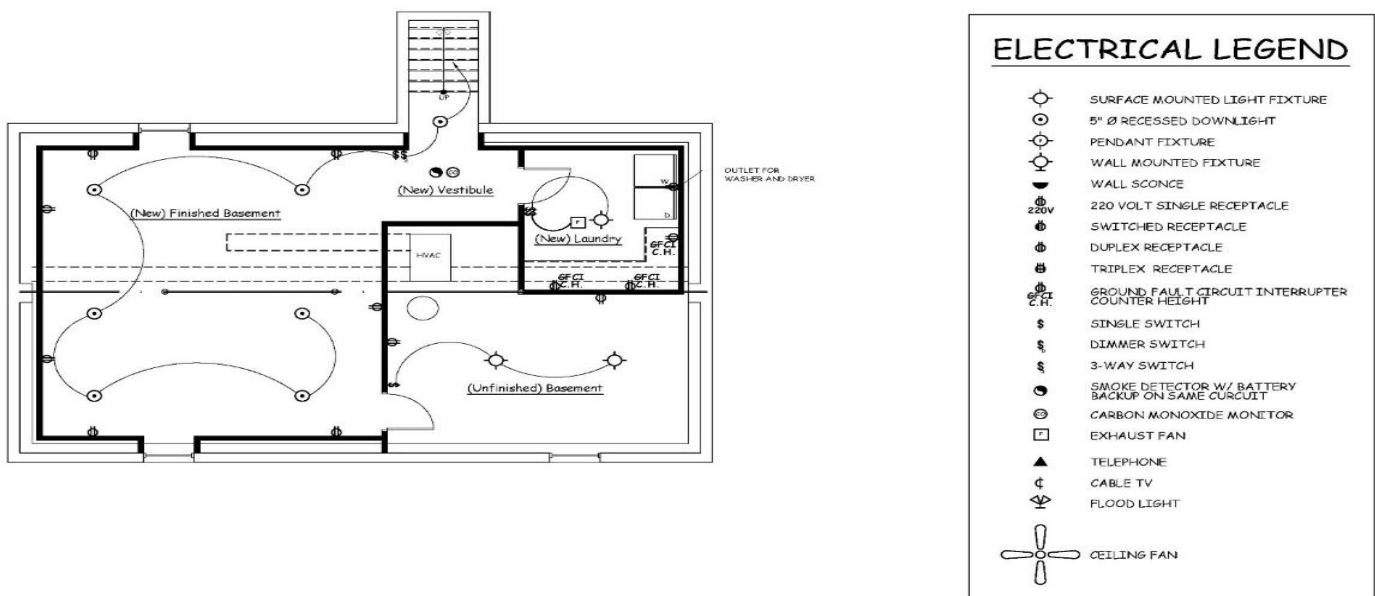 UP
OUTLET FOR
WASHER AND DRYER
(New) Vestibule
W
(New) Finished Basement
D
F
(New) Laundry
HVAC
GFCI
C.H.
GFCI
C.H.
GFCI
C.H.
$$
$
(Unfinished) Basement
CO
ELECTRICAL LEGEND
SURFACE MOUNTED LIGHT FIXTURE
5" Ø RECESSED DOWNLIGHT
PENDANT FIXTURE
WALL MOUNTED FIXTURE
WALL SCONCE
220V
220 VOLT SINGLE RECEPTACLE
SWITCHED RECEPTACLE
DUPLEX RECEPTACLE
TRIPLEX RECEPTACLE
GFCI
C.H.
GROUND FAULT CIRCUIT INTERRUPTER
COUNTER HEIGHT
$ SINGLE SWITCH
$ DIMMER SWITCH
$ 3-WAY SWITCH
SMOKE DETECTOR W/ BATTERY
BACKUP ON SAME CURCUIT
CO CARBON MONOXIDE MONITOR
F EXHAUST FAN
TELEPHONE
¢ CABLE TV
FLOOD LIGHT
CEILING FAN